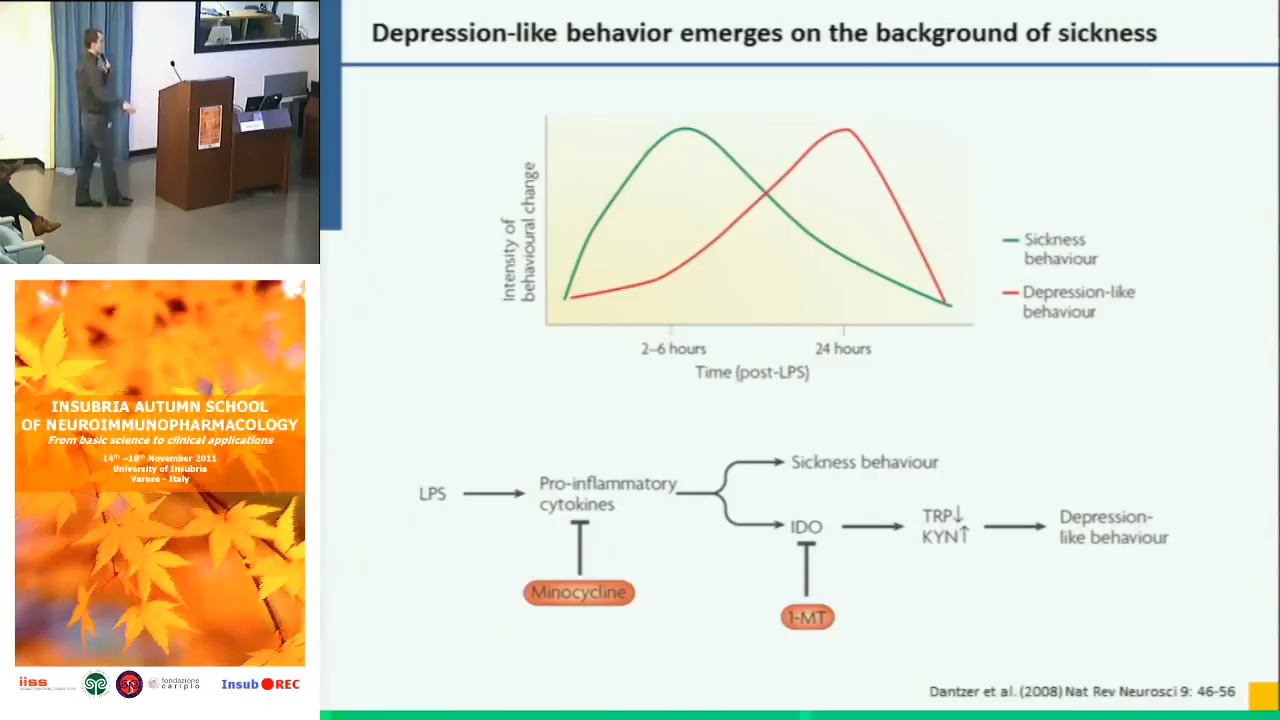 Depression-like behavior emerges on the background of sickness
Intensity of
behavioural change
Sickness
behaviour
Depression-like
behaviour
2–6 hours
24 hours
Time (post-LPS)
LPS
Pro-inflammatory
cytokines
Sickness behaviour
IDO
TRP↓
KYN↑
Depression-
like behaviour
Minocycline
1-MT
Dantzer et al. (2008) Nat Rev Neurosci 9: 46-56
INSUBRIA AUTUMN SCHOOL
OF NEUROIMMUNOPHARMACOLOGY
From basic science to clinical applications
14th –18th November 2011
University of Insubria
Varese - Italy
iiss
fondazione
cariplo
Insub REC